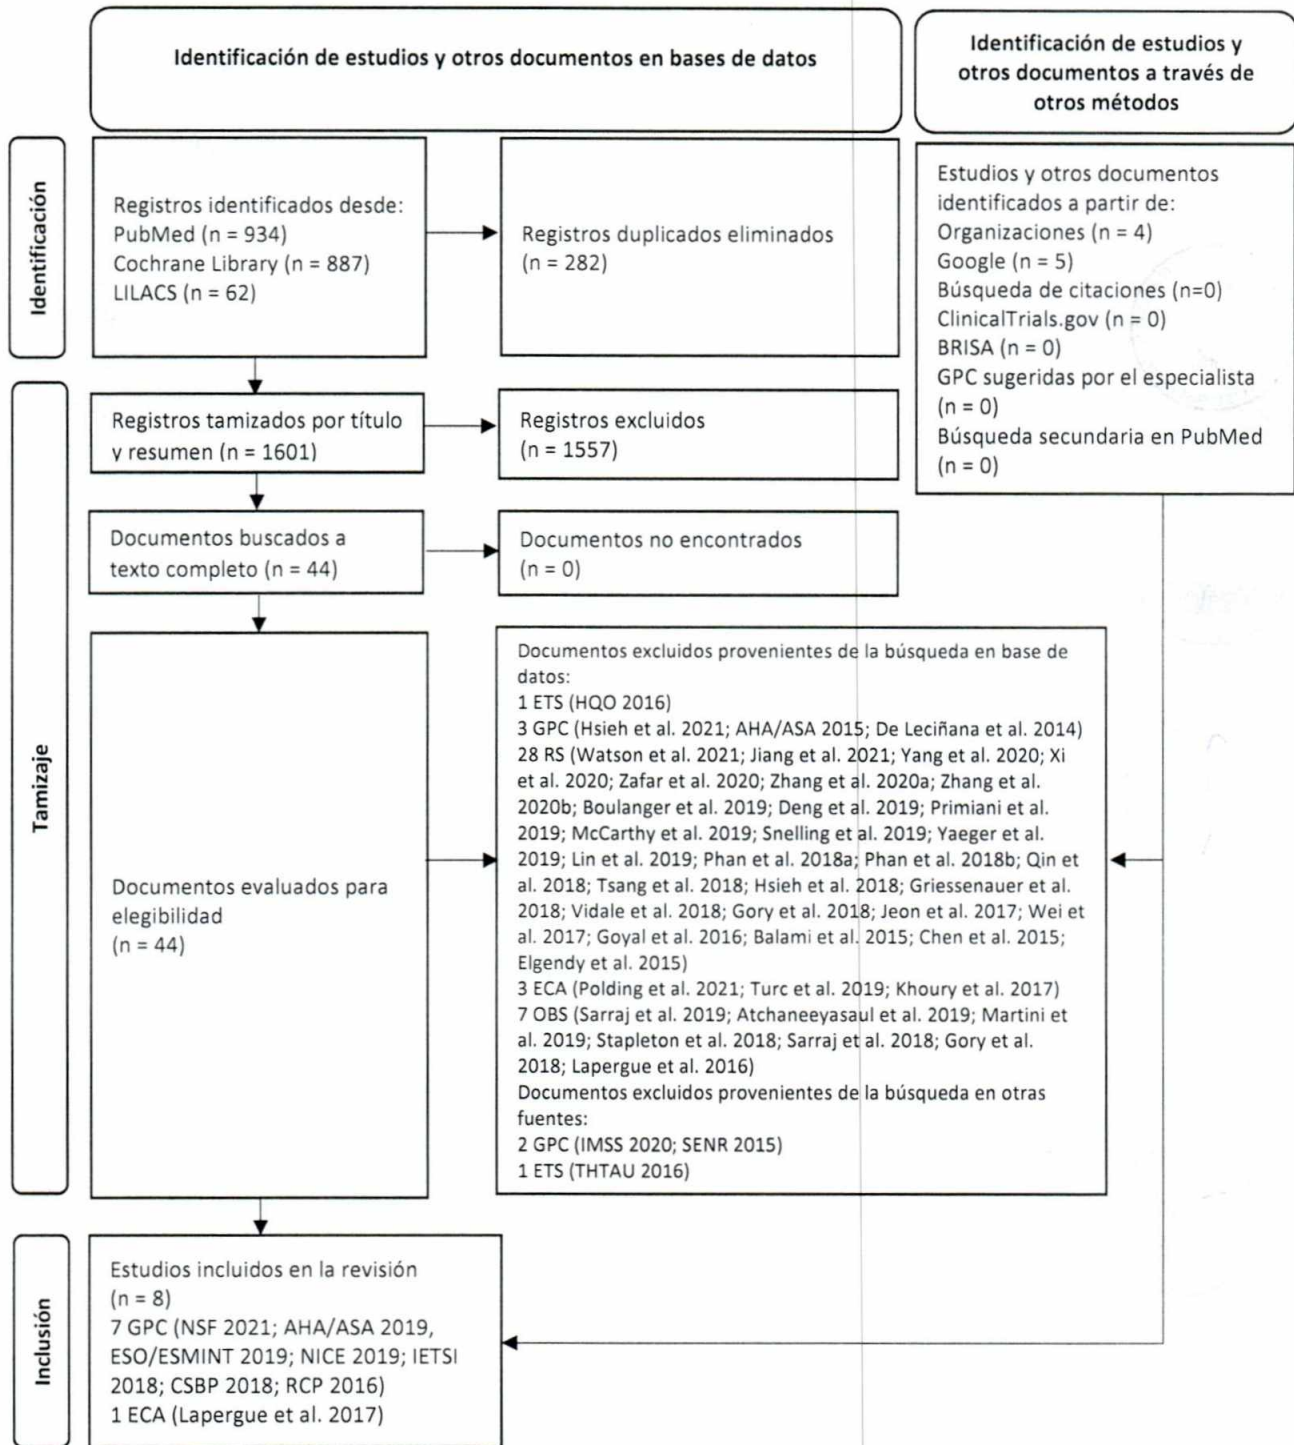 Identificación de estudios y otros documentos en bases de datos
Identificación de estudios y
otros documentos a través de
otros métodos
Identificación
Registros identificados desde:
PubMed (n = 934)
Cochrane Library (n = 887)
LILACS (n = 62)
Registros duplicados eliminados
(n = 282)
Estudios y otros documentos
identificados a partir de:
Organizaciones (n = 4)
Google (n = 5)
Búsqueda de citaciones (n=0)
ClinicalTrials.gov (n = 0)
BRISA (n = 0)
GPC sugeridas por el especialista
(n = 0)
Búsqueda secundaria en PubMed
(n = 0)
Tamizaje
Registros tamizados por título
y resumen (n = 1601)
Registros excluidos
(n = 1557)
Documentos buscados a
texto completo (n = 44)
Documentos no encontrados
(n = 0)
Documentos evaluados para
elegibilidad
(n = 44)
Documentos excluidos provenientes de la búsqueda en base de
datos:
1 ETS (HQO 2016)
3 GPC (Hsieh et al. 2021; AHA/ASA 2015; De Leciñana et al. 2014)
28 RS (Watson et al. 2021; Jiang et al. 2021; Yang et al. 2020; Xi
et al. 2020; Zafar et al. 2020; Zhang et al. 2020a; Zhang et al.
2020b; Boulanger et al. 2019; Deng et al. 2019; Primiani et al.
2019; McCarthy et al. 2019; Snelling et al. 2019; Yaeger et al.
2019; Lin et al. 2019; Phan et al. 2018a; Phan et al. 2018b; Qin et
al. 2018; Tsang et al. 2018; Hsieh et al. 2018; Griessenauer et al.
2018; Vidale et al. 2018; Gory et al. 2018; Jeon et al. 2017; Wei et
al. 2017; Goyal et al. 2016; Balami et al. 2015; Chen et al. 2015;
Elgendy et al. 2015)
3 ECA (Polding et al. 2021; Turc et al. 2019; Khoury et al. 2017)
7 OBS (Sarraj et al. 2019; Atchaneeyasaul et al. 2019; Martini et
al. 2019; Stapleton et al. 2018; Sarraj et al. 2018; Gory et al.
2018; Lapergue et al. 2016)
Documentos excluidos provenientes de la búsqueda en otras
fuentes:
2 GPC (IMSS 2020; SENR 2015)
1 ETS (THTAU 2016)
Inclusión
Estudios incluidos en la revisión
(n = 8)
7 GPC (NSF 2021; AHA/ASA 2019,
ESO/ESMINT 2019; NICE 2019; IETSI
2018; CSBP 2018; RCP 2016)
1 ECA (Lapergue et al. 2017)